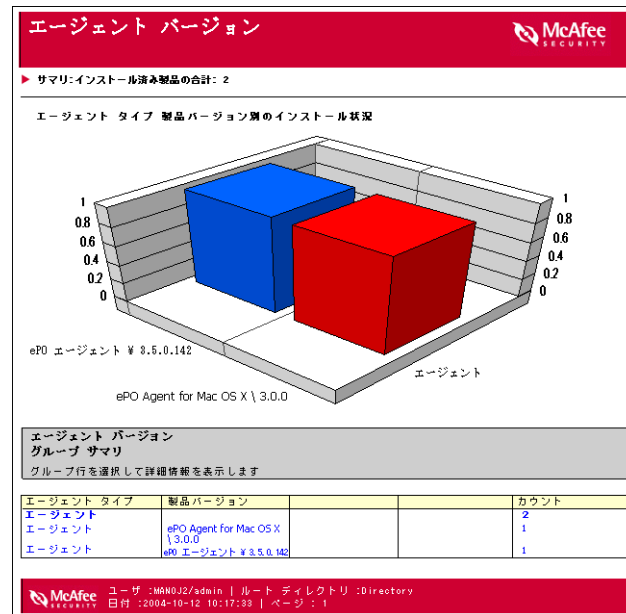 エージェント バージョン
McAfee
SECURITY
サマリ:インストール済み製品の合計: 2
エージェント タイプ 製品バージョン別のインストール状況
1
0.8
0.6
0.4
0.2
0
1
0.8
0.6
0.4
0.2
0
ePO エージェント ¥ 3.5.0.142
エージェント
ePO Agent for Mac OS X \ 3.0.0
エージェント バージョン
グループ サマリ
グループ行を選択して詳細情報を表示します
エージェント タイプ 製品バージョン カウント
エージェント 2
エージェント ePO Agent for Mac OS X 1
\ 3.0.0
エージェント ePO エージェント ¥ 3.5.0.142 1
McAfee
SECURITY
ユーザ :MANOJ2/admin | ルート ディレクトリ :Directory
日付 :2004-10-12 10:17:33 | ページ : 1